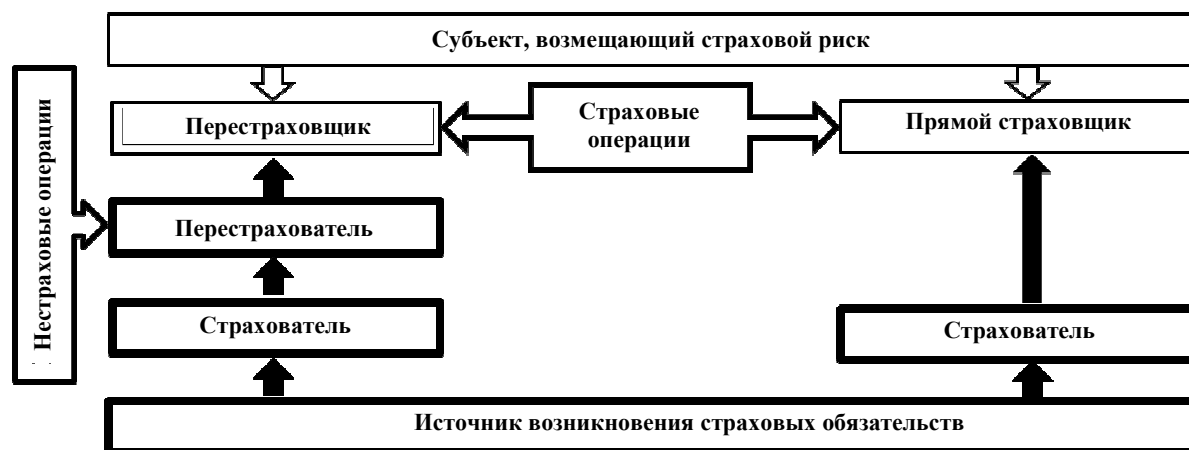 Субъект, возмещающий страховой риск
Нестраховые операции
Перестраховщик
Страховые
операции
Прямой страховщик
Перестрахователь
Страхователь
Страхователь
Источник возникновения страховых обязательств